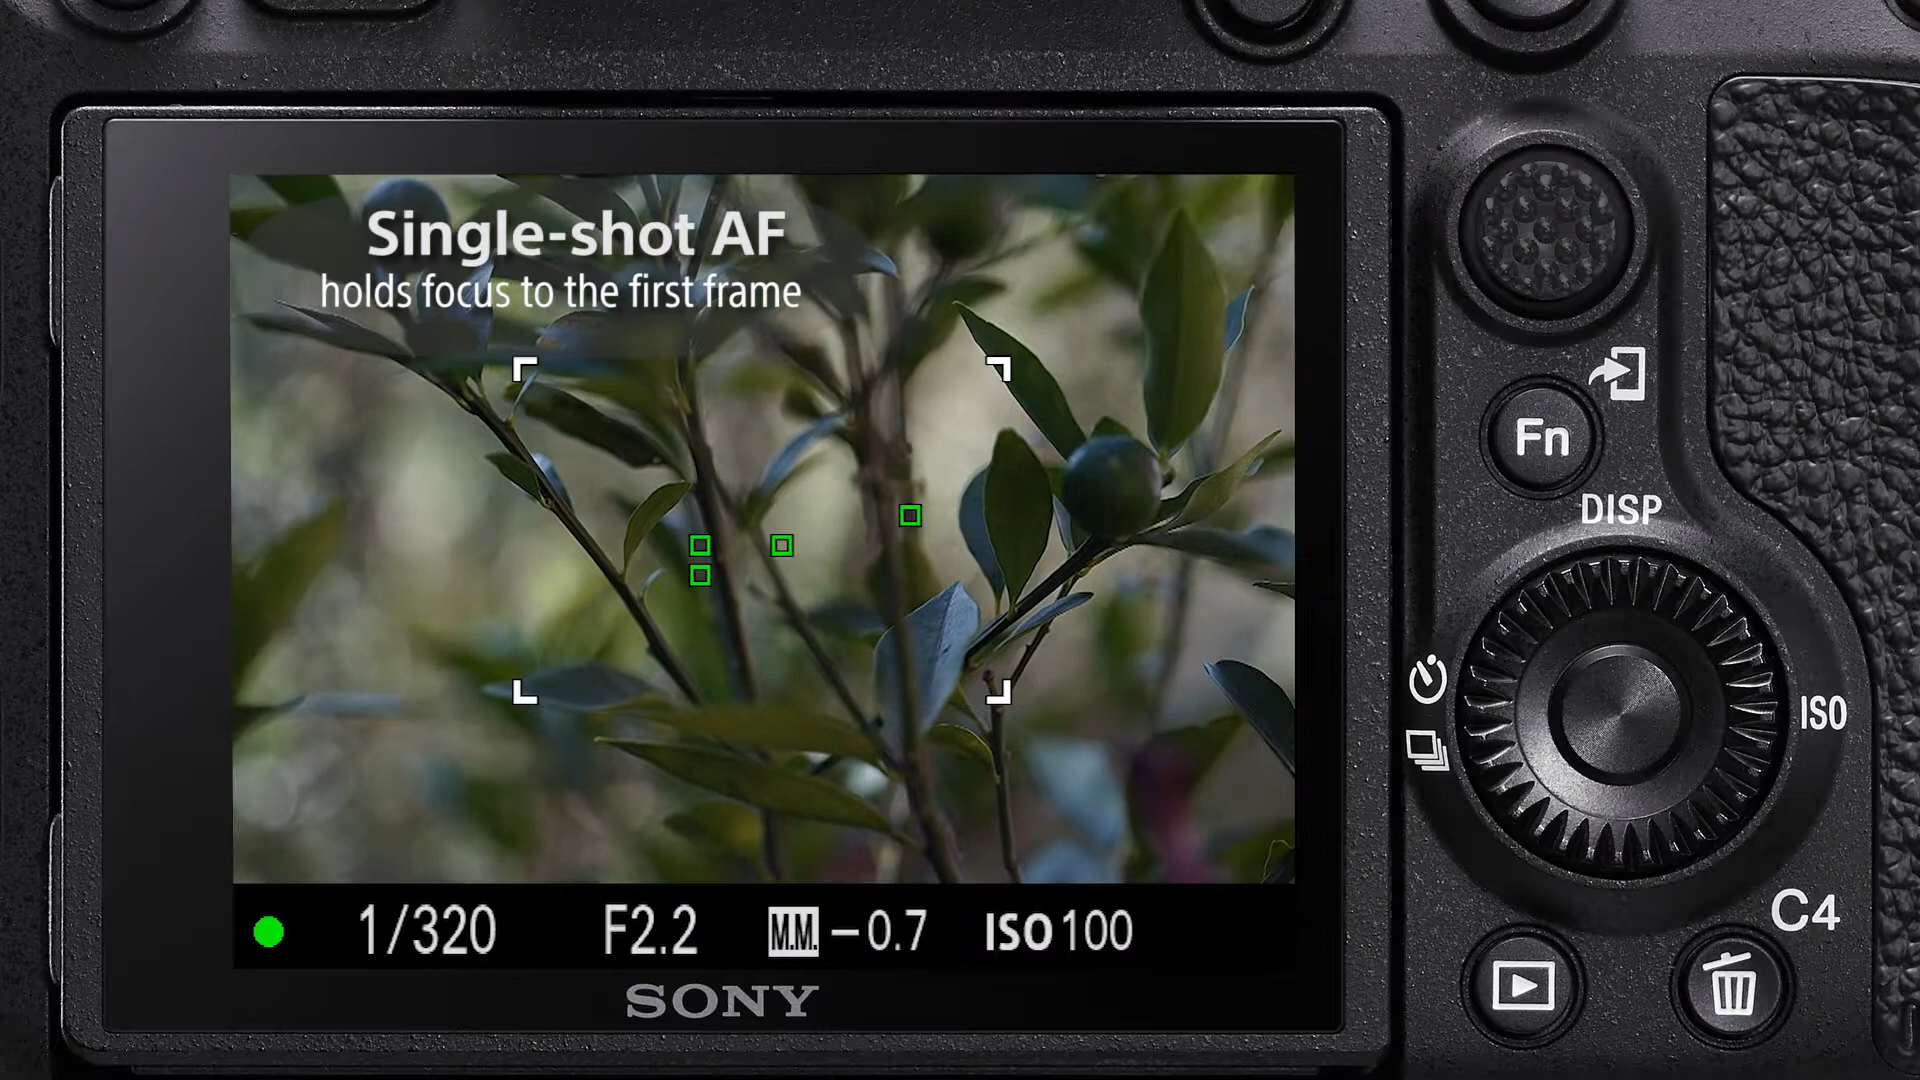 Single-shot AF
holds focus to the first frame
Fn
DISP
ISO
C4
1/320 F2.2 M.M. –0.7 ISO 100
SONY